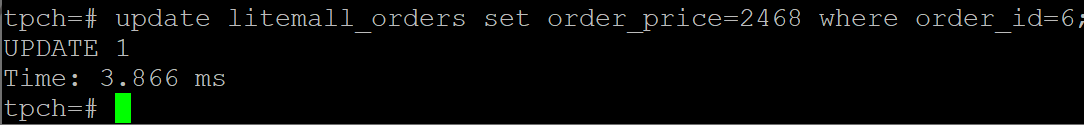 tpch=# update litemall_orders set order_price=2468 where order_id=6;
UPDATE 1
Time: 3.866 ms
tpch=#